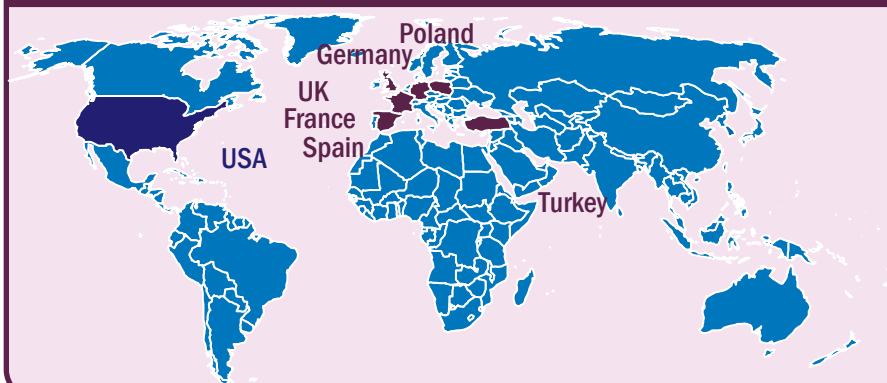 Poland
Germany
UK
France
Spain
USA
Turkey